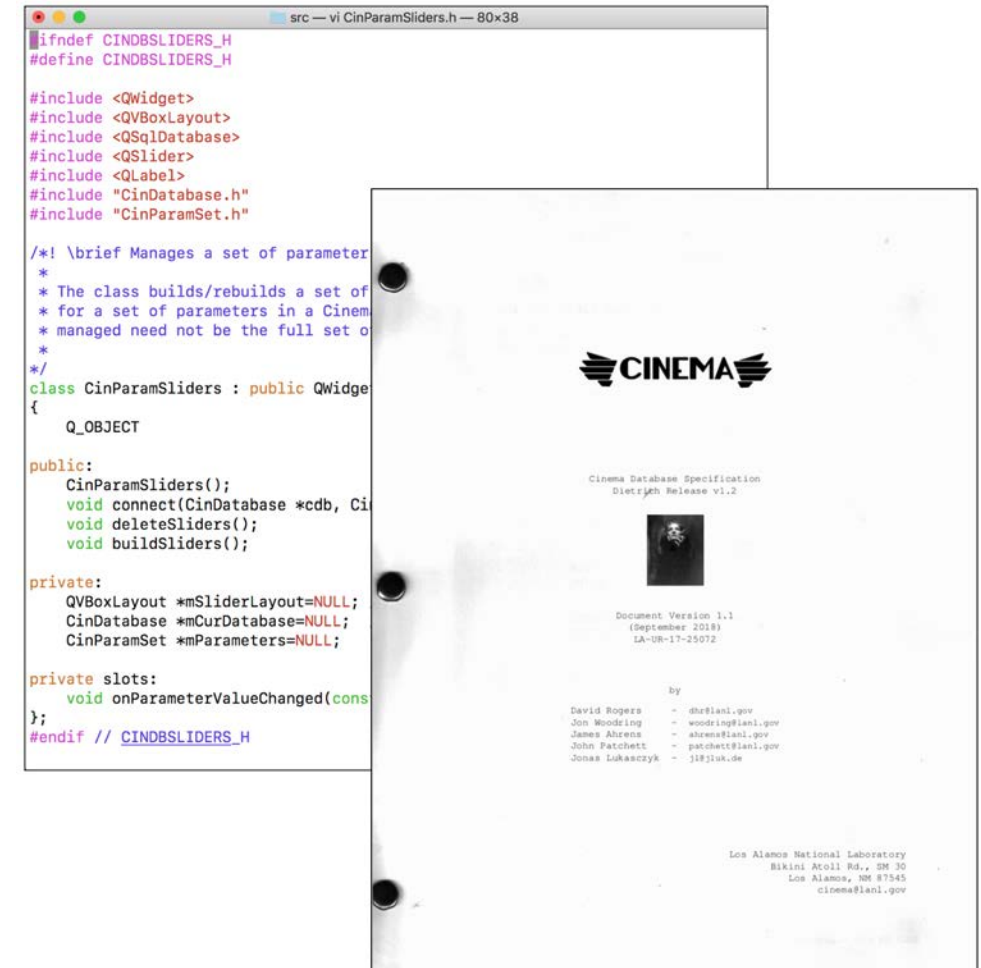 src — vi CinParamSliders.h — 80×38
#ifndef CINDBSLIDERS_H
#define CINDBSLIDERS_H
#include <QWidget>
#include <QVBoxLayout>
#include <QSqlDatabase>
#include <QSlider>
#include <QLabel>
#include "CinDatabase.h"
#include "CinParamSet.h"
/*! \brief Manages a set of parameter
*
* The class builds/rebuilds a set of
* for a set of parameters in a Cinem
* managed need not be the full set o
*
*/
class CinParamSliders : public QWidge
{
Q_OBJECT
public:
CinParamSliders();
void connect(CinDatabase *cdb, Ci
void deleteSliders();
void buildSliders();
private:
QVBoxLayout *mSliderLayout=NULL;
CinDatabase *mCurDatabase=NULL;
CinParamSet *mParameters=NULL;
private slots:
void onParameterValueChanged(cons
};
#endif // CINDBSLIDERS_H
CINEMA
Cinema Database Specification
Dietrich Release v1.2
Document Version 1.1
(September 2018)
LA-UR-17-25072
by
David Rogers - dhr@lanl.gov
Jon Woodring - woodring@lanl.gov
James Ahrens - ahrens@lanl.gov
John Patchett - patchett@lanl.gov
Jonas Lukasczyk - jl@jluk.de
Los Alamos National Laboratory
Bikini Atoll Rd., SM 30
Los Alamos, NM 87545
cinema@lanl.gov